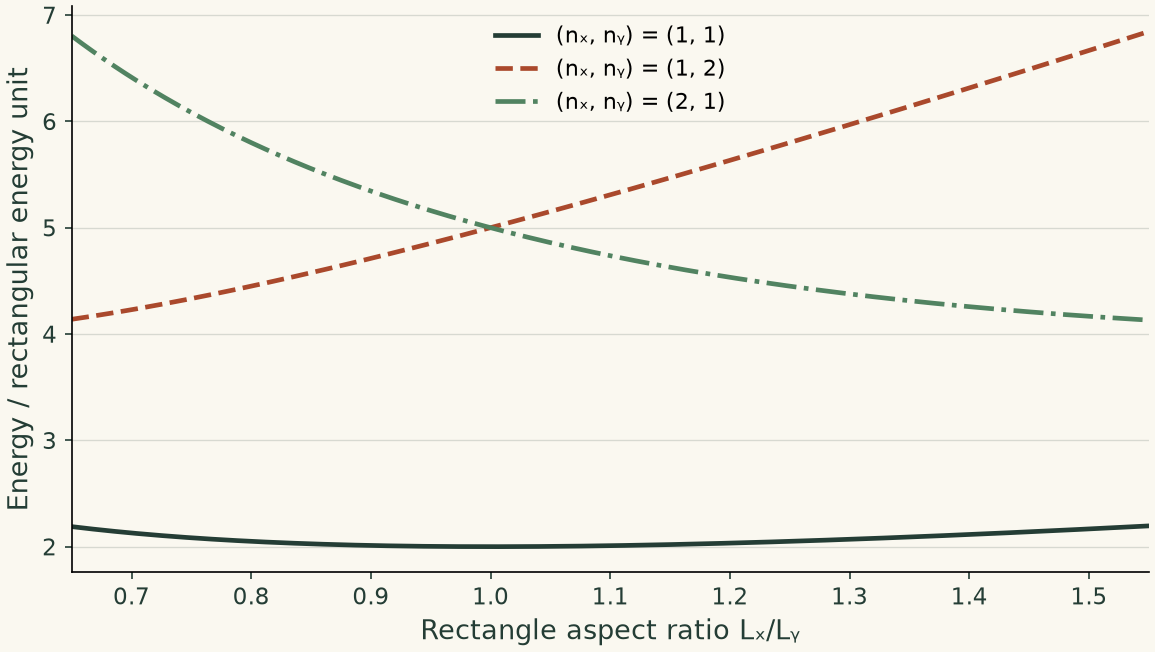 (nₓ, nᵧ) = (1, 1)
(nₓ, nᵧ) = (1, 2)
(nₓ, nᵧ) = (2, 1)
Energy / rectangular energy unit
7
6
5
4
3
2
0.7 0.8 0.9 1.0 1.1 1.2 1.3 1.4 1.5
Rectangle aspect ratio Lₓ/Lᵧ